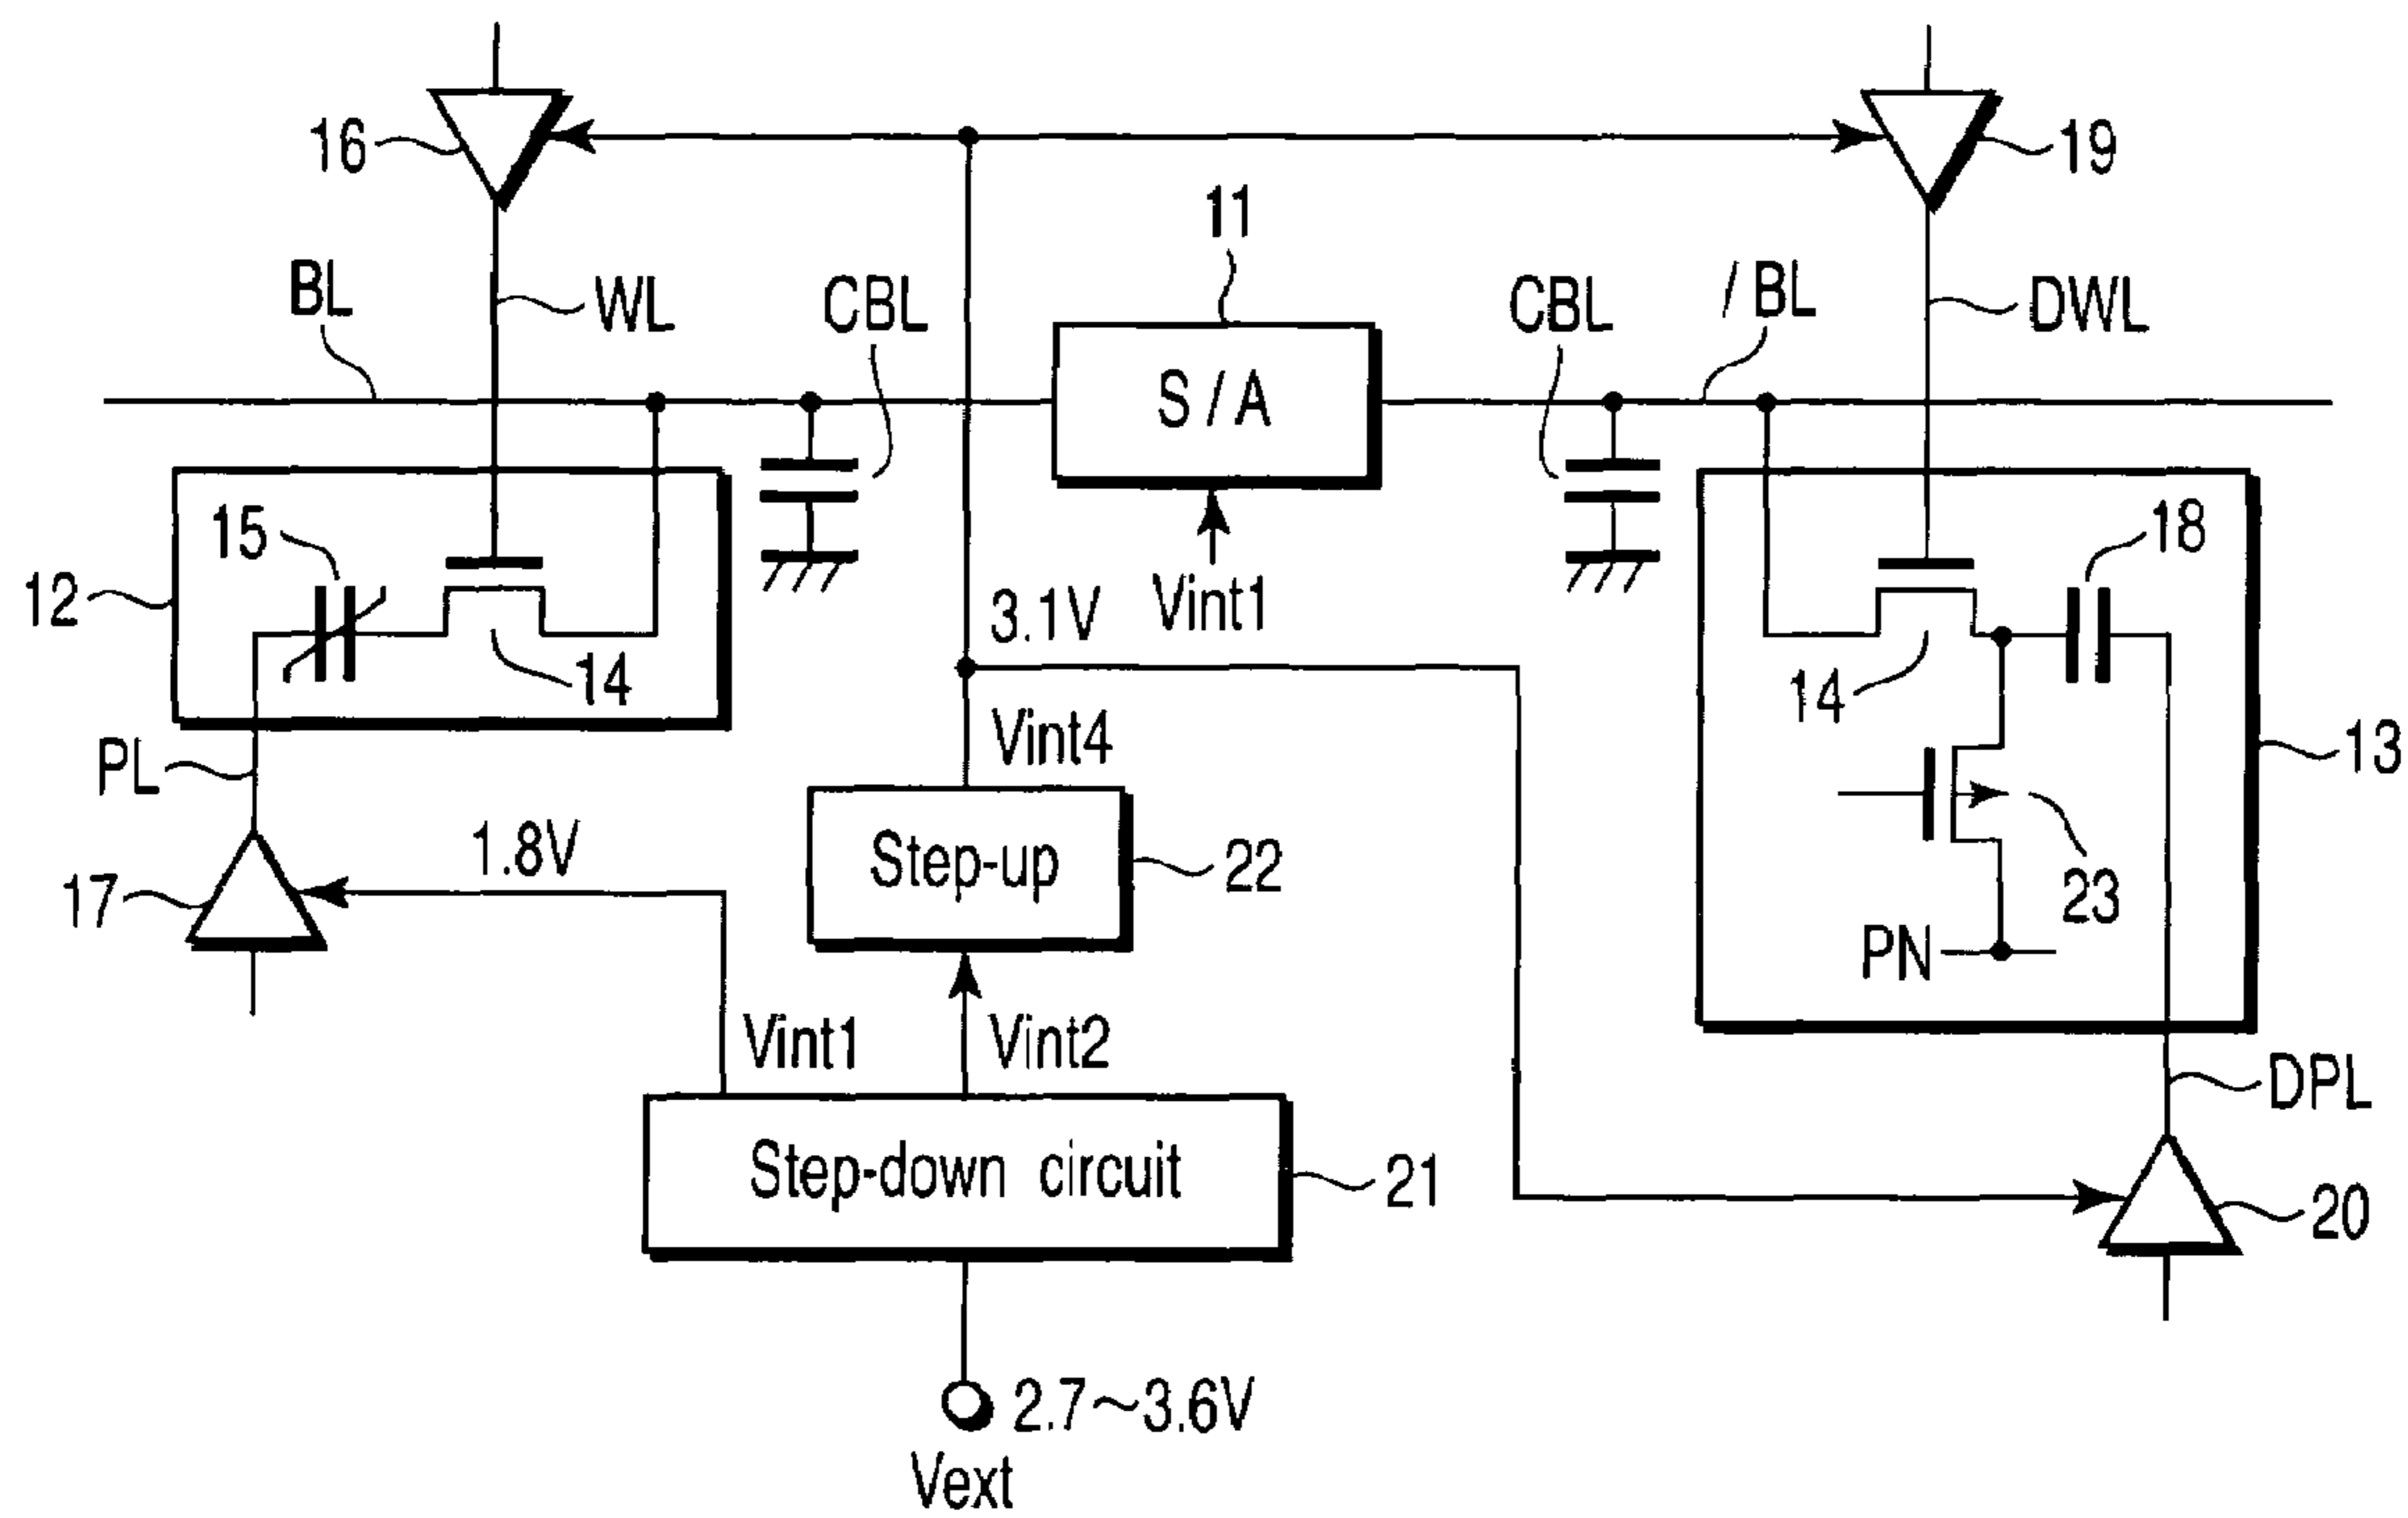 16
19
11
BL
WL
CBL
CBL
/BL
DWL
S/A
15
18
12
3.1V
Vint1
14
14
13
PL
Vint4
1.8V
Step-up
22
17
23
PN
Vint1
Vint2
DPL
Step-down circuit
21
20
2.7~3.6V
Vext